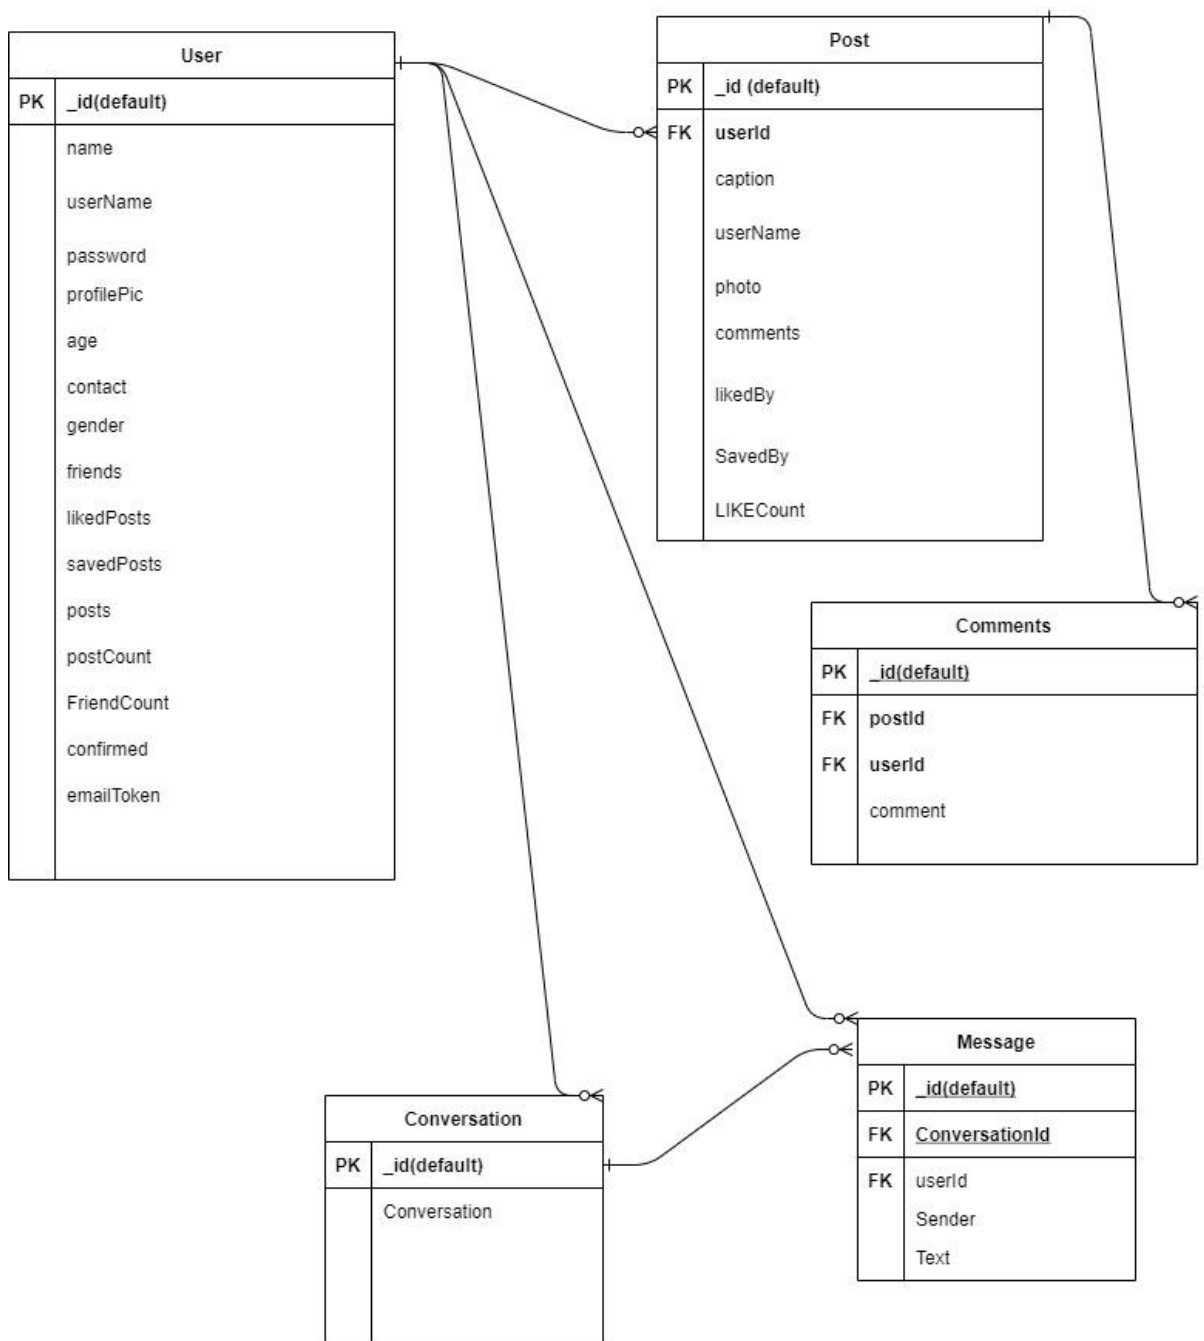 User
PK _id(default)
name
userName
password
profilePic
age
contact
gender
friends
likedPosts
savedPosts
posts
postCount
FriendCount
confirmed
emailToken
Post
PK _id (default)
FK userId
caption
userName
photo
comments
likedBy
SavedBy
LIKECount
Comments
PK _id(default)
FK postId
FK userId
comment
Conversation
PK _id(default)
Conversation
Message
PK _id(default)
FK ConversationId
FK userId
Sender
Text